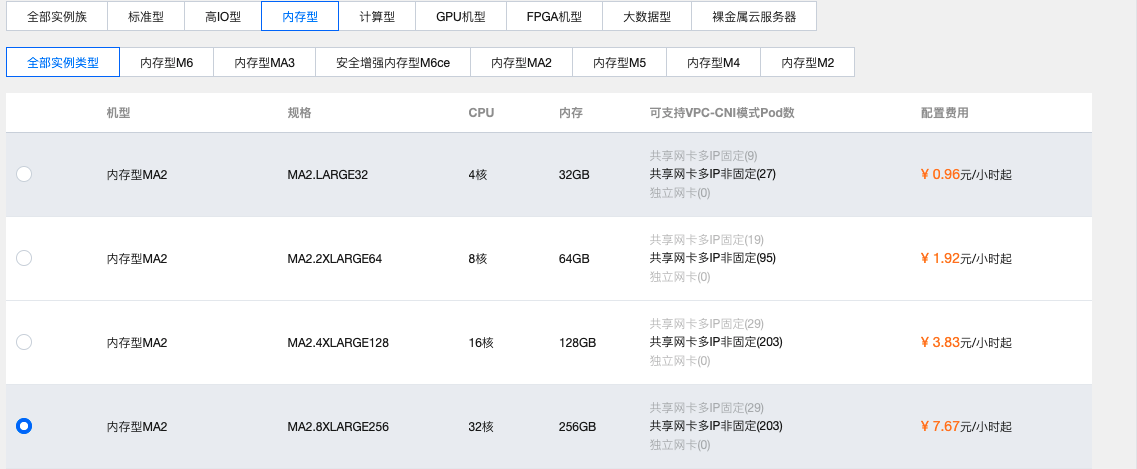 全部实例族 标准型 高IO型 内存型 计算型 GPU机型 FPGA机型 大数据型 裸金属云服务器
全部实例类型 内存型M6 内存型MA3 安全增强内存型M6ce 内存型MA2 内存型M5 内存型M4 内存型M2
机型 规格 CPU 内存 可支持VPC-CNI模式Pod数 配置费用
共享网卡多IP固定(9)
内存型MA2 MA2.LARGE32 4核 32GB 共享网卡多IP非固定(27) ¥ 0.96元/小时起
独立网卡(0)
共享网卡多IP固定(19)
内存型MA2 MA2.2XLARGE64 8核 64GB 共享网卡多IP非固定(95) ¥ 1.92元/小时起
独立网卡(0)
共享网卡多IP固定(29)
内存型MA2 MA2.4XLARGE128 16核 128GB 共享网卡多IP非固定(203) ¥ 3.83元/小时起
独立网卡(0)
共享网卡多IP固定(29)
内存型MA2 MA2.8XLARGE256 32核 256GB 共享网卡多IP非固定(203) ¥ 7.67元/小时起
独立网卡(0)